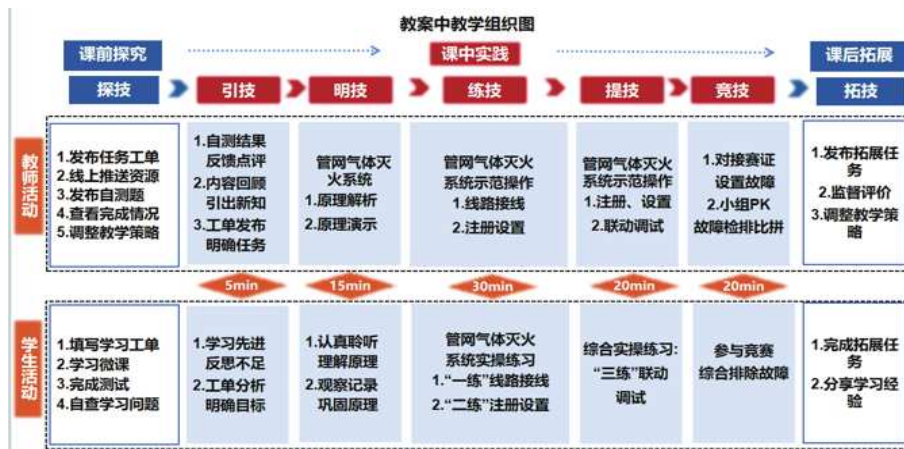 教案中教学组织图
课前探究
课中实践
课后拓展
探技
引技
明技
练技
提技
竞技
拓技
教师活动
1.发布任务工单
2.线上推送资源
3.发布自测题
4.查看完成情况
5.调整教学策略
1.自测结果
反馈点评
2.内容回顾
引出新知
3.工单发布
明确任务
管网气体灭
火系统
1.原理解析
2.原理演示
管网气体灭火
系统示范操作
1.线路接线
2.注册设置
管网气体灭火
系统示范操作
1.注册、设置
2.联动调试
1.对接赛证
设置故障
2.小组PK
故障检排比拼
1.发布拓展任
务
2.监督评价
3.调整教学策
略
5min
15min
30min
20min
20min
学生活动
1.填写学习工单
2.学习微课
3.完成测试
4.自查学习问题
1.学习先进
反思不足
2.工单分析
明确目标
1.认真聆听
理解原理
2.观察记录
巩固原理
管网气体灭火
系统实操练习
1.“一练”线路接线
2.“二练”注册设置
综合实操练习:
“三练”联动
调试
参与竞赛
综合排除故障
1.完成拓展任
务
2.分享学习经
验